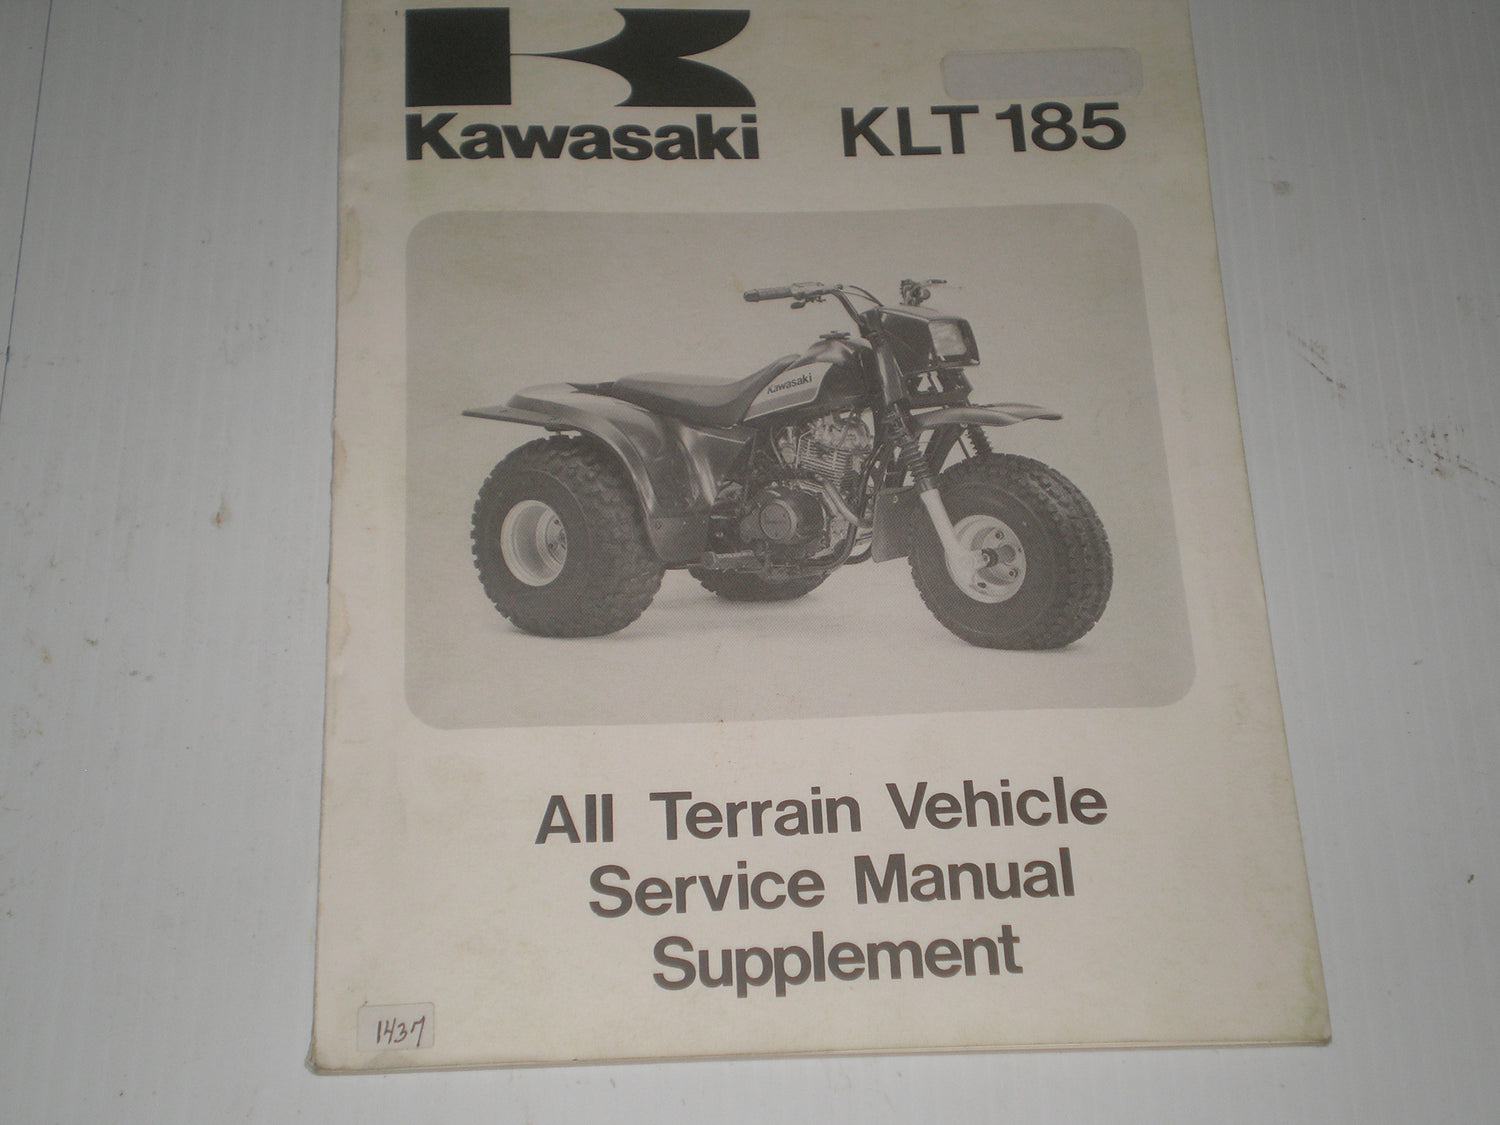 Kawasaki KLT 185
Kawasaki
All Terrain Vehicle
Service Manual
Supplement
1437